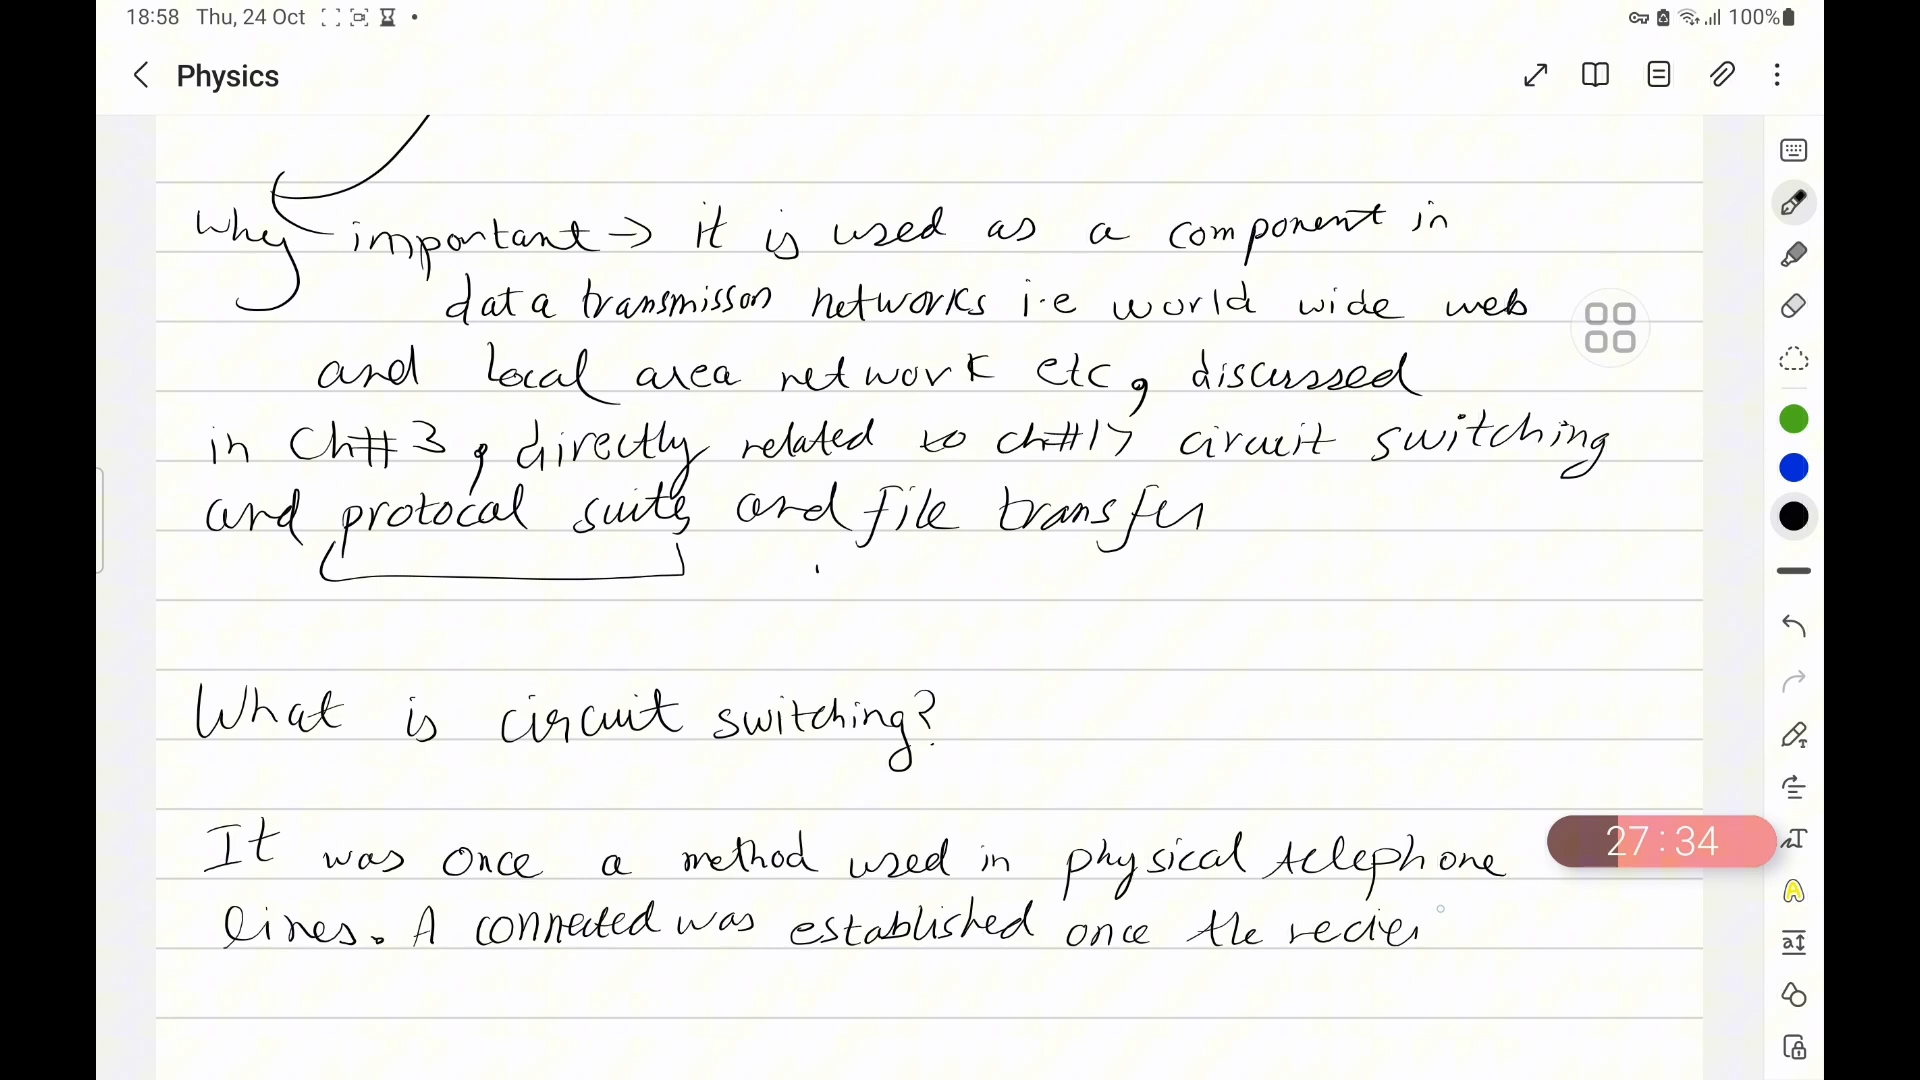 18:58 Thu, 24 Oct 100%
Physics
Why important → it is used as a component in
data transmisson networks i.e world wide web
and local area network etc, discussed
in Ch#3, directly related to ch#17 circuit switching
and protocal suite, and file transfer
What is circuit switching?
It was once a method used in physical telephone
27:34
lines. A connected was established once the recier